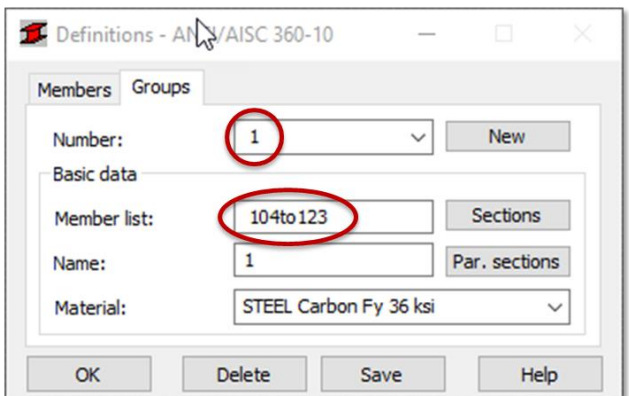 Definitions - AN /AISC 360-10
Members Groups
Number: 1 New
Basic data
Member list: 104to123 Sections
Name: 1 Par. sections
Material: STEEL Carbon Fy 36 ksi
OK Delete Save Help